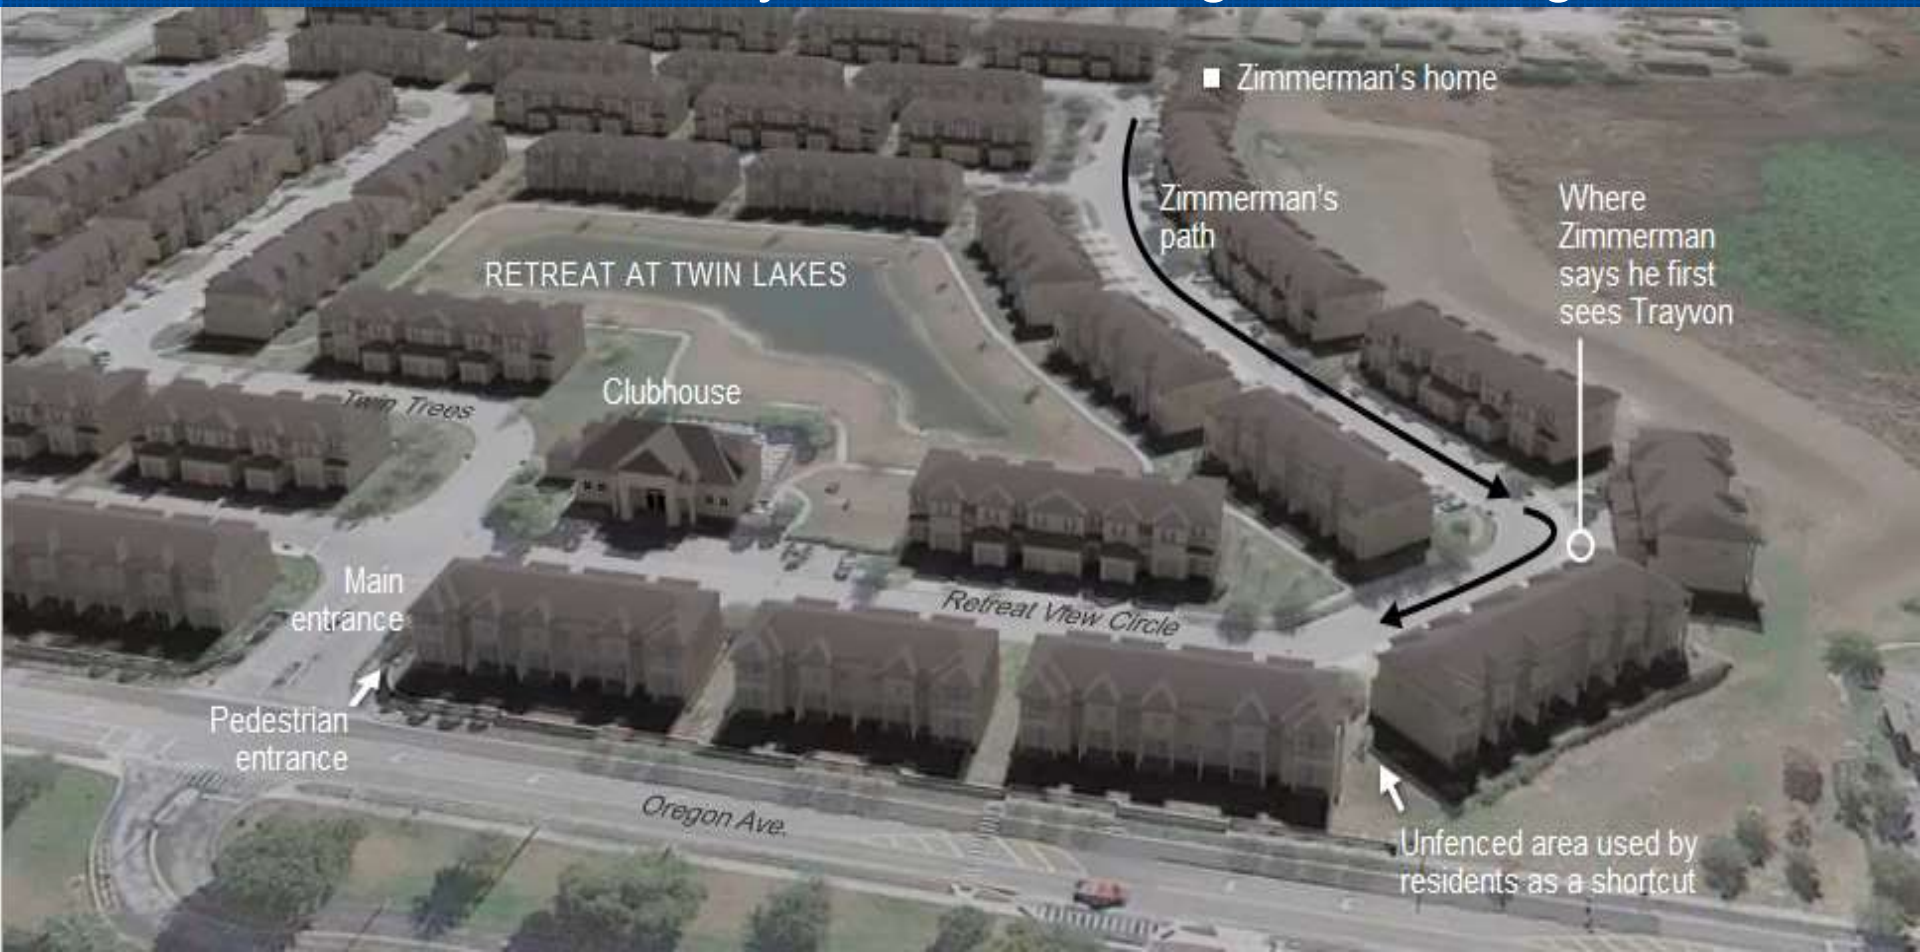 Zimmerman's home
Zimmerman's
path
Where
Zimmerman
says he first
sees Trayvon
RETREAT AT TWIN LAKES
Clubhouse
Twin Trees
Main
entrance
Retreat View Circle
Pedestrian
entrance
Oregon Ave.
Unfenced area used by
residents as a shortcut